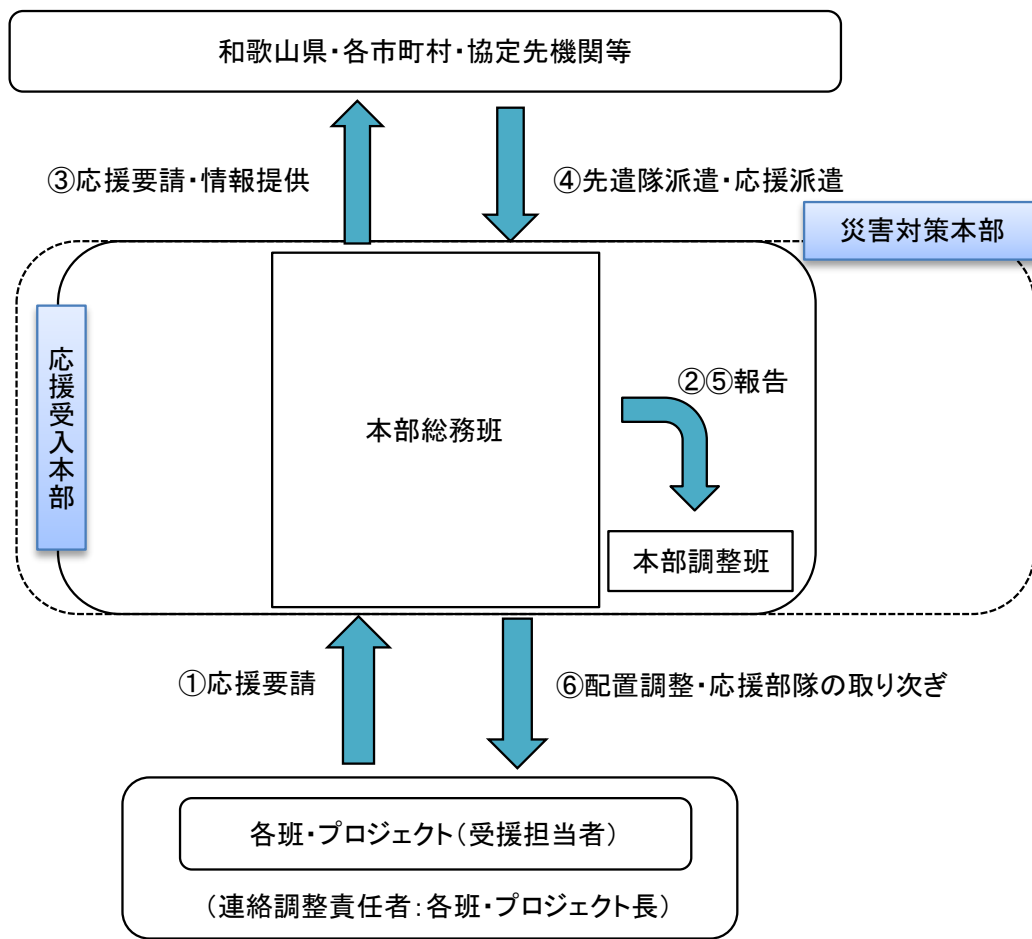 和歌山県・各市町村・協定先機関等
③応援要請・情報提供
④先遣隊派遣・応援派遣
災害対策本部
応援受入本部
②⑤報告
本部総務班
本部調整班
①応援要請
⑥配置調整・応援部隊の取り次ぎ
各班・プロジェクト（受援担当者）
（連絡調整責任者：各班・プロジェクト長）